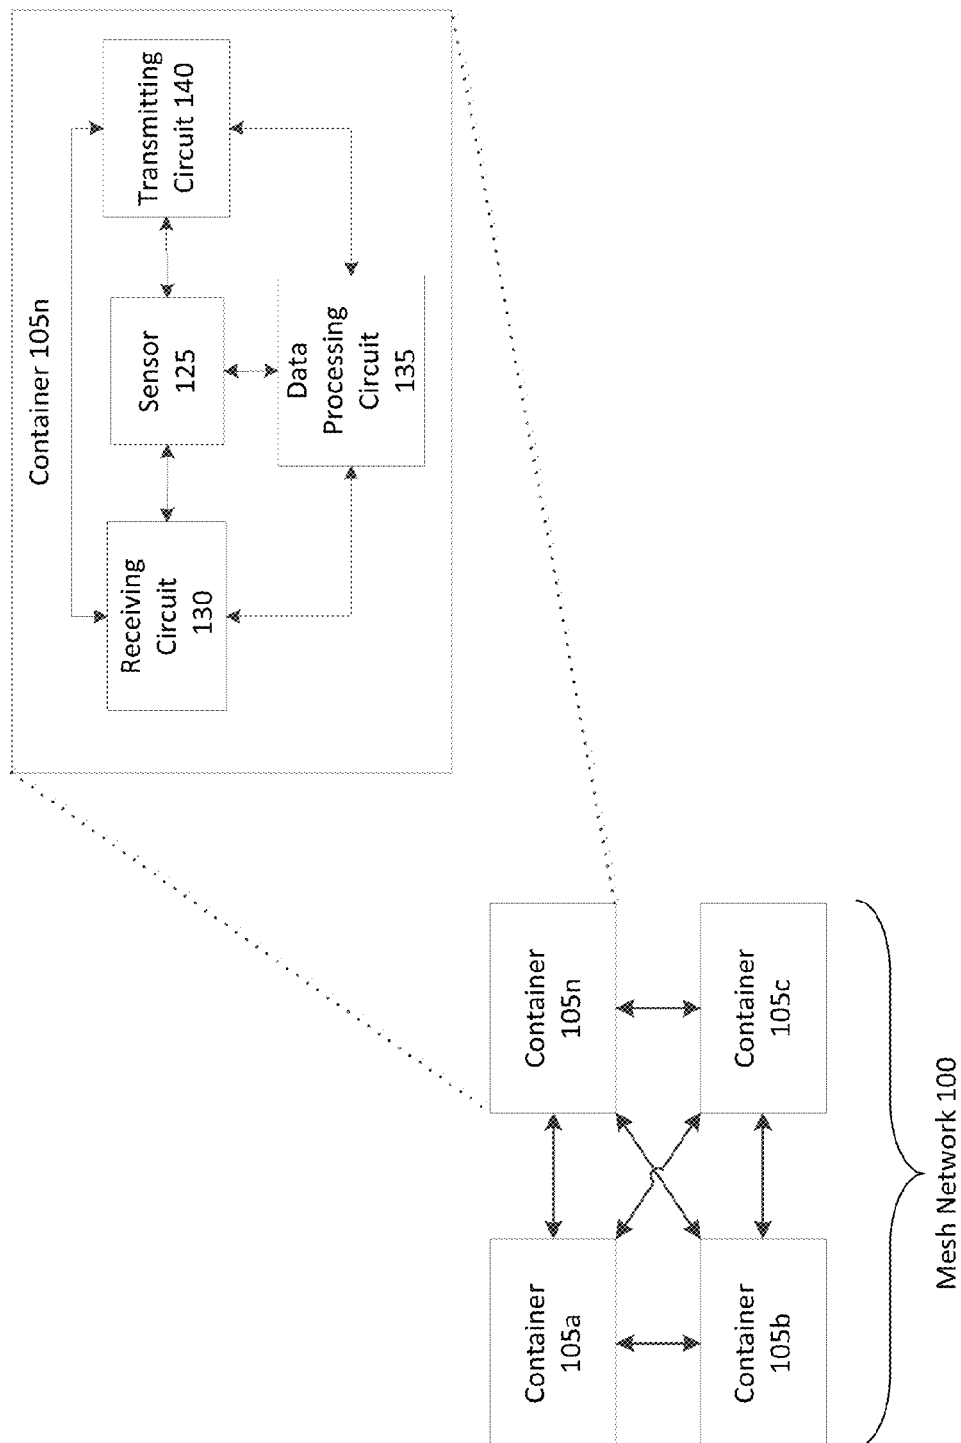 Container 105n
Receiving
Circuit
130
Sensor
125
Transmitting
Circuit 140
Data
Processing
Circuit
135
Container
105a
Container
105n
Container
105b
Container
105c
Mesh Network 100